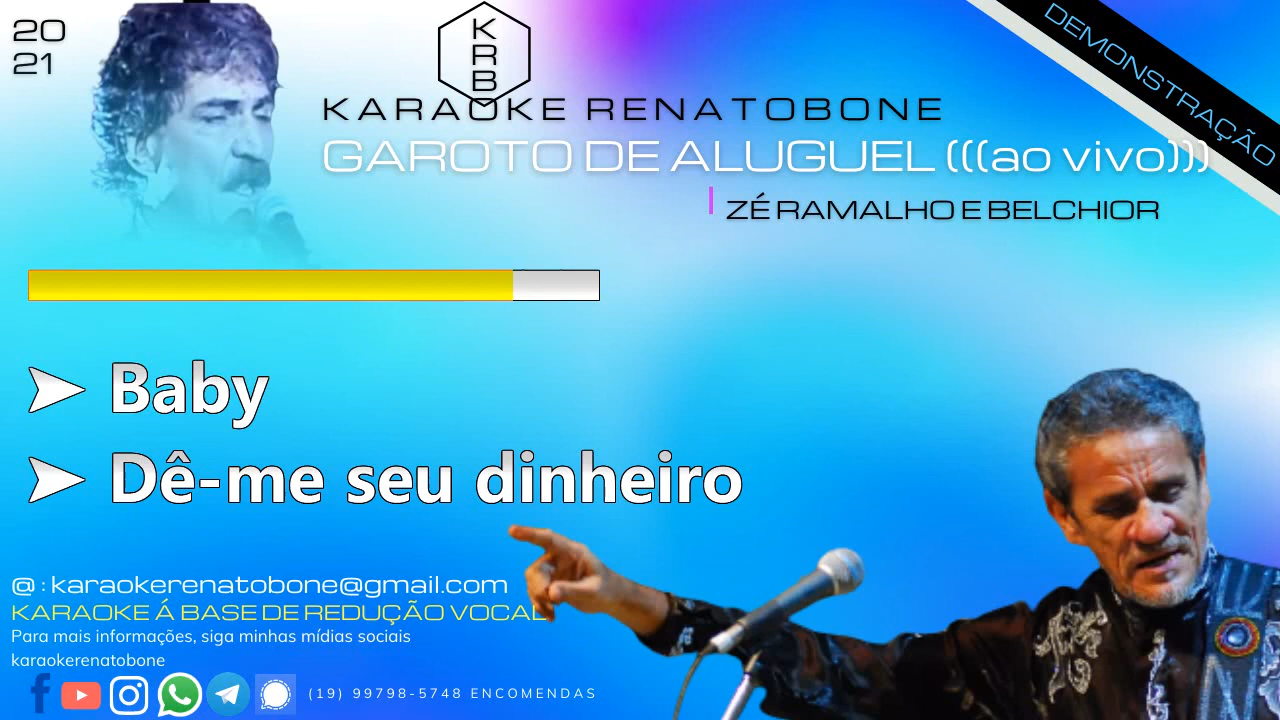 20
21
KRB
KARAOKE RENATOBONE
GAROTO DE ALUGUEL (((ao vivo)))
ZÉ RAMALHO E BELCHIOR
DEMONSTRAÇÃO
Baby
Dê-me seu dinheiro
@ : karaokerenatobone@gmail.com
KARAOKE Á BASE DE REDUÇÃO VOCAL
Para mais informações, siga minhas mídias sociais
karaokerenatobone
(19) 99798-5748 ENCOMENDAS